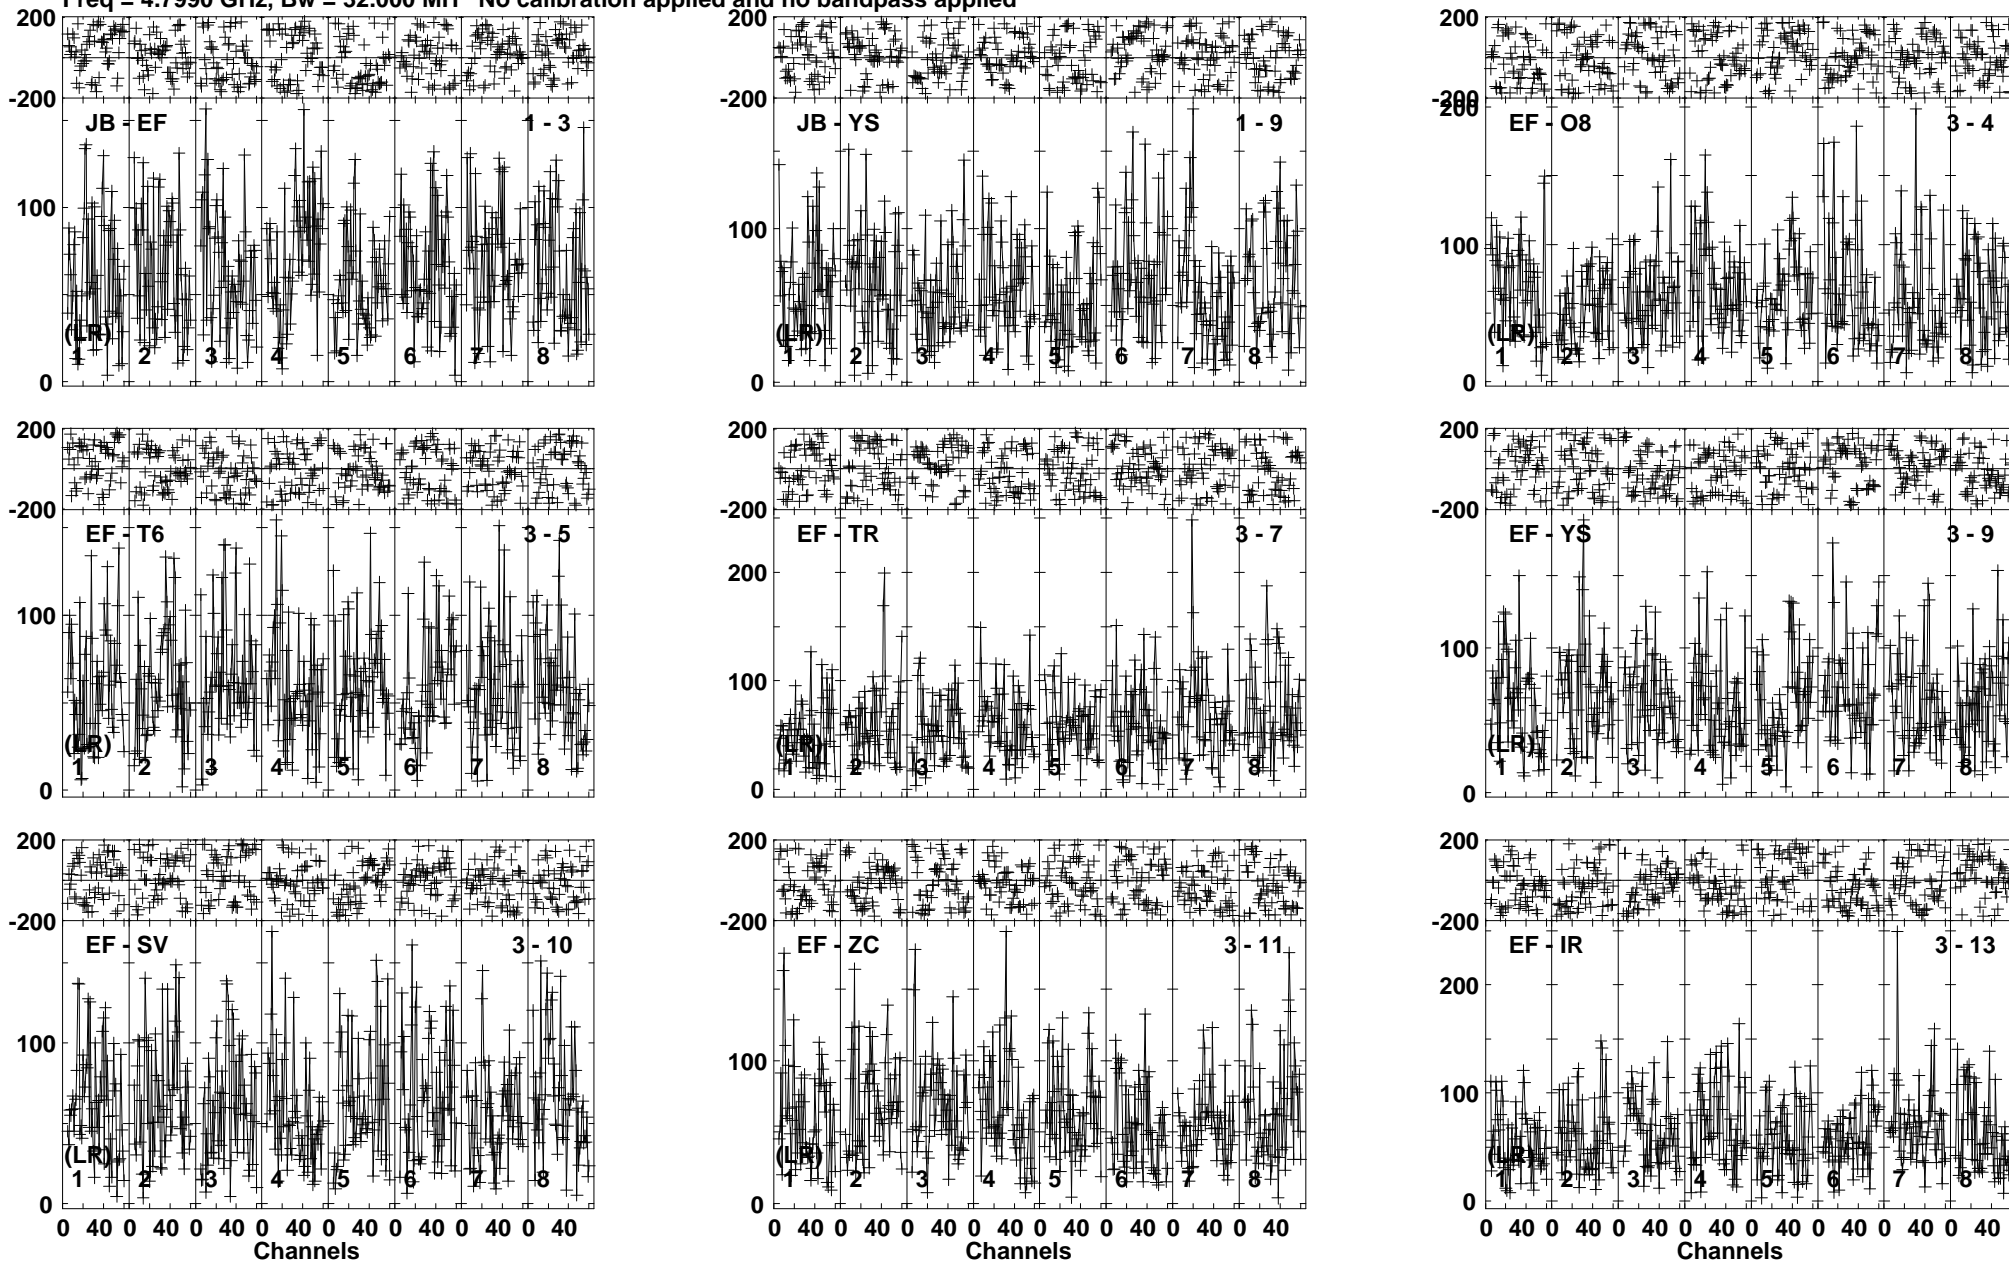 Freq = 4.7990 GHz, Bw = 32.000 MH No calibration applied and no bandpass applied
200 200 200
-200 -200 -200
JB - EF 1 - 3 JB - YS 1 - 9 EF - O8 3 - 4
200
100 100 100
(LR) (LR) (LR)
1 2 3 4 5 6 7 8 1 2 3 4 5 6 7 8 1 2 3 4 5 6 7 8
0 0 0
200 200 200
-200 -200 -200
EF - T6 3 - 5 EF - TR 3 - 7 EF - YS 3 - 9
200
100 100 100
(LR) (LR) (LR)
1 2 3 4 5 6 7 8 1 2 3 4 5 6 7 8 1 2 3 4 5 6 7 8
0 0 0
200 200 200
-200 -200 -200
EF - SV 3 - 10 EF - ZC 3 - 11 EF - IR 3 - 13
200
100 100 100
(LR) (LR) (LR)
1 2 3 4 5 6 7 8 1 2 3 4 5 6 7 8 1 2 3 4 5 6 7 8
0 0 0
0 40 0 40 0 40 0 40 0 40 0 40 0 40 0 40 0 40 0 40 0 40 0 40 0 40 0 40 0 40 0 40 0 40 0 40 0 40 0 40 0 40 0 40 0 40 0 40
Channels Channels Channels